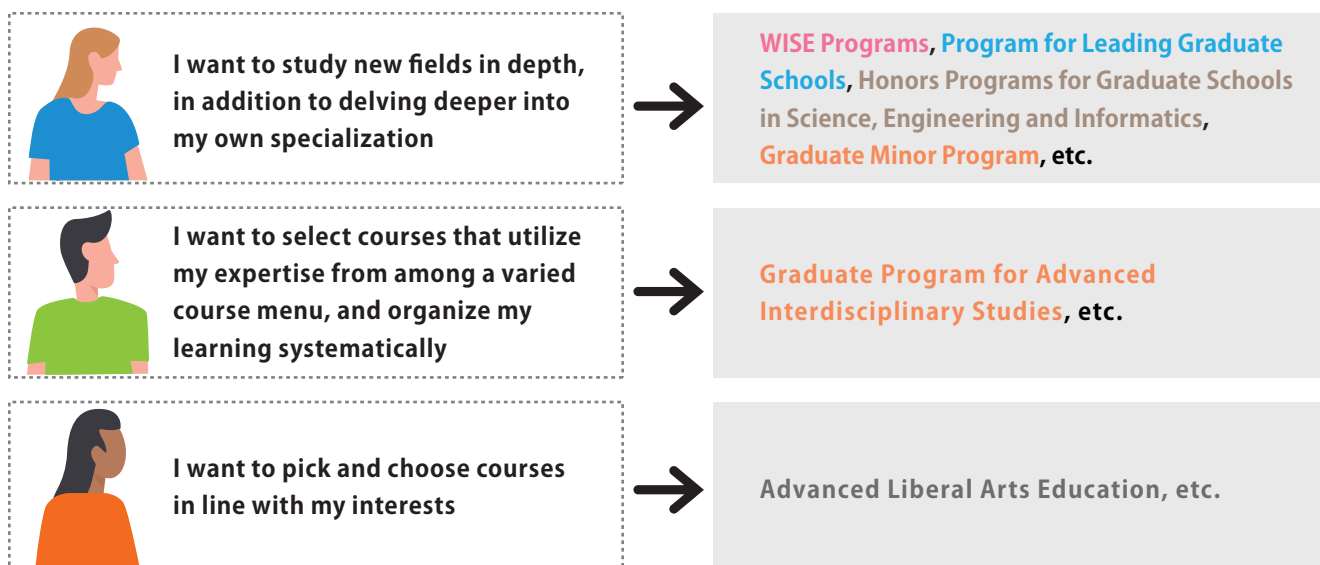 I want to study new fields in depth,
in addition to delving deeper into
my own specialization
WISE Programs, Program for Leading Graduate
Schools, Honors Programs for Graduate Schools
in Science, Engineering and Informatics,
Graduate Minor Program, etc.
I want to select courses that utilize
my expertise from among a varied
course menu, and organize my
learning systematically
Graduate Program for Advanced
Interdisciplinary Studies, etc.
I want to pick and choose courses
in line with my interests
Advanced Liberal Arts Education, etc.